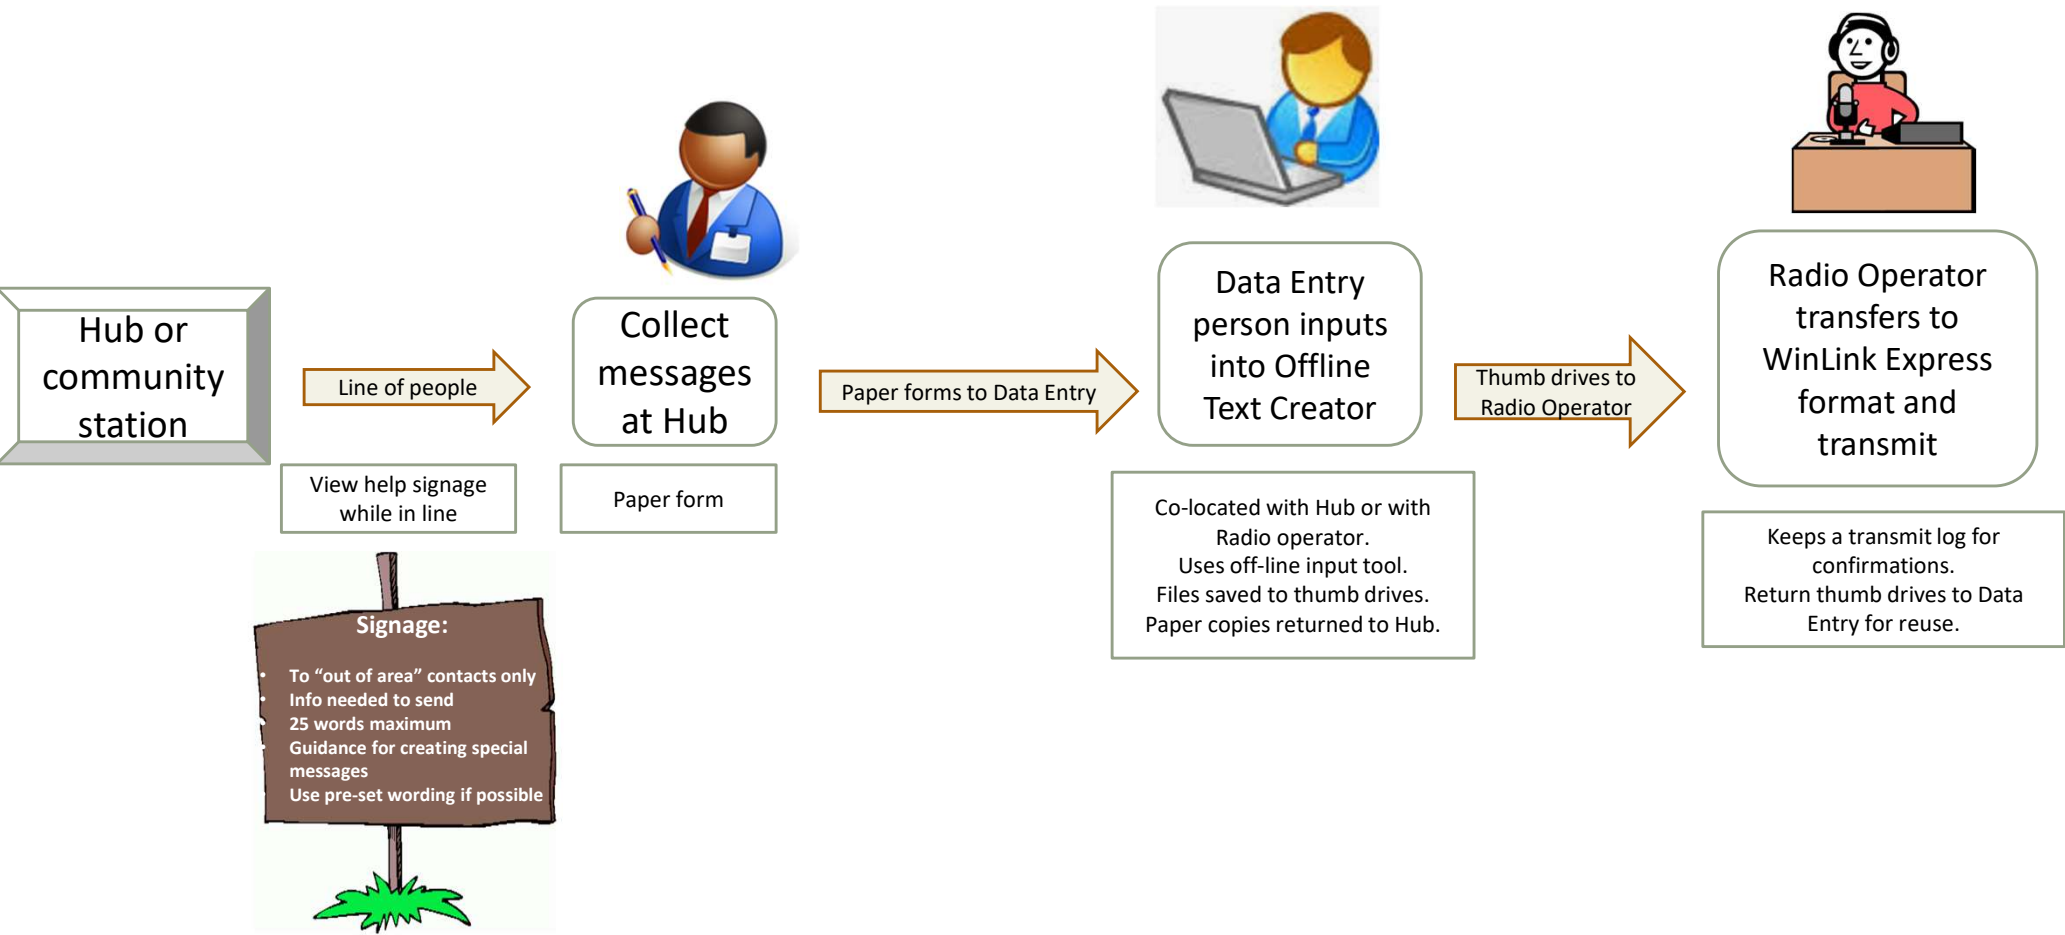 Hub or
community
station
Line of people
View help signage
while in line
Signage:
• To “out of area” contacts only
• Info needed to send
• 25 words maximum
• Guidance for creating special
messages
Use pre-set wording if possible
Collect
messages
at Hub
Paper form
Paper forms to Data Entry
Data Entry
person inputs
into Offline
Text Creator
Co-located with Hub or with
Radio operator.
Uses off-line input tool.
Files saved to thumb drives.
Paper copies returned to Hub.
Thumb drives to
Radio Operator
Radio Operator
transfers to
WinLink Express
format and
transmit
Keeps a transmit log for
confirmations.
Return thumb drives to Data
Entry for reuse.